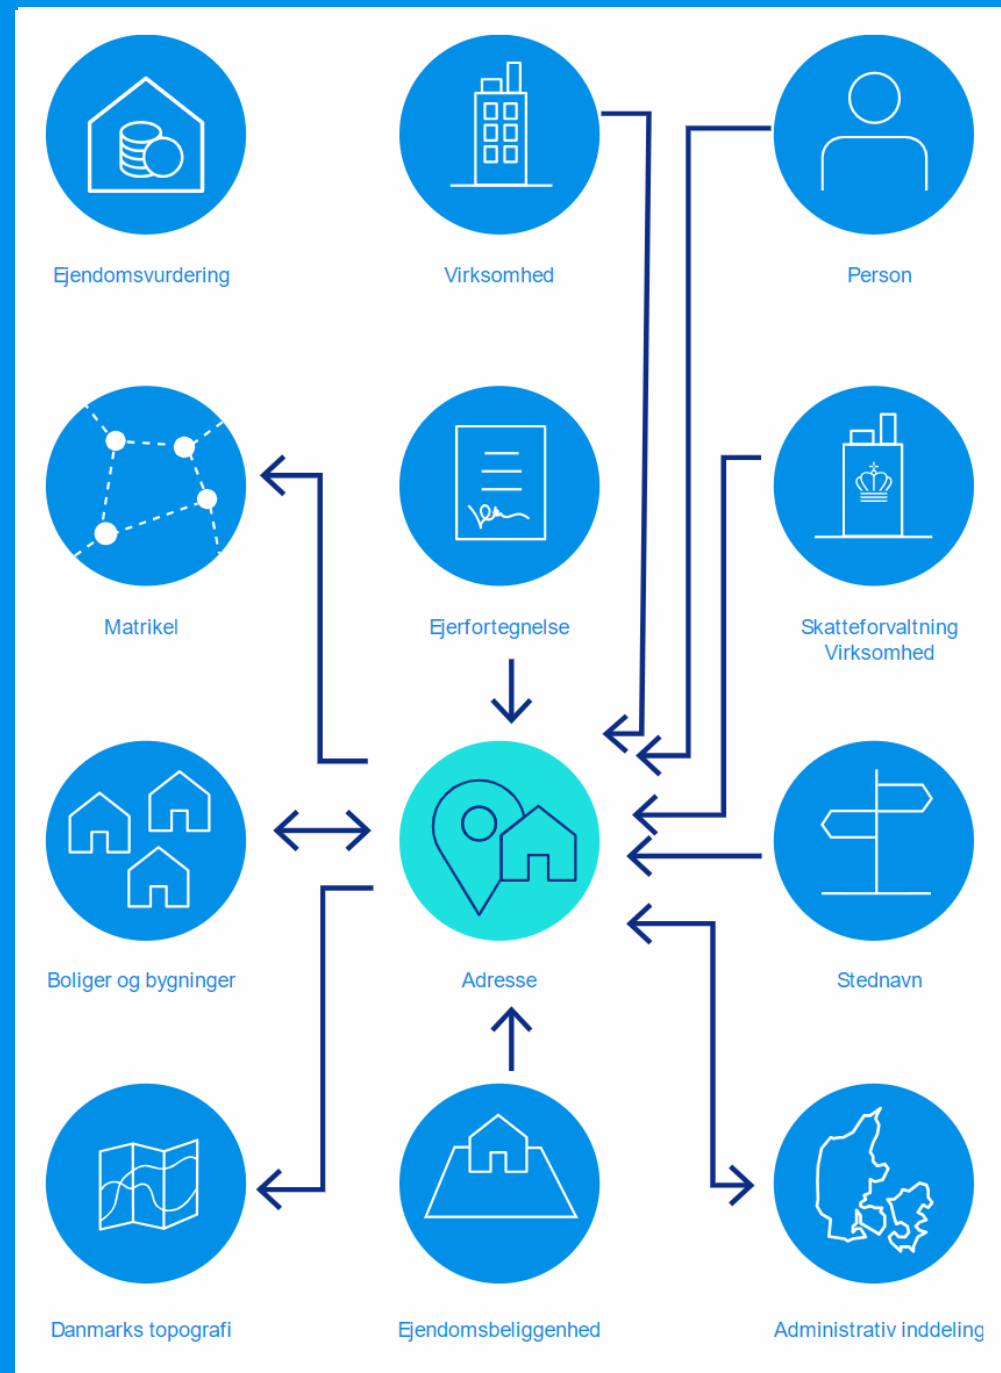 Ejendomsvurdering
Virksomhed
Person
Matrikel
Ejerfortegnelse
Skatteforvaltning
Virksomhed
Boliger og bygninger
Adresse
Stednavn
Danmarks topografi
Ejendomsbeliggenhed
Administrativ inddeling